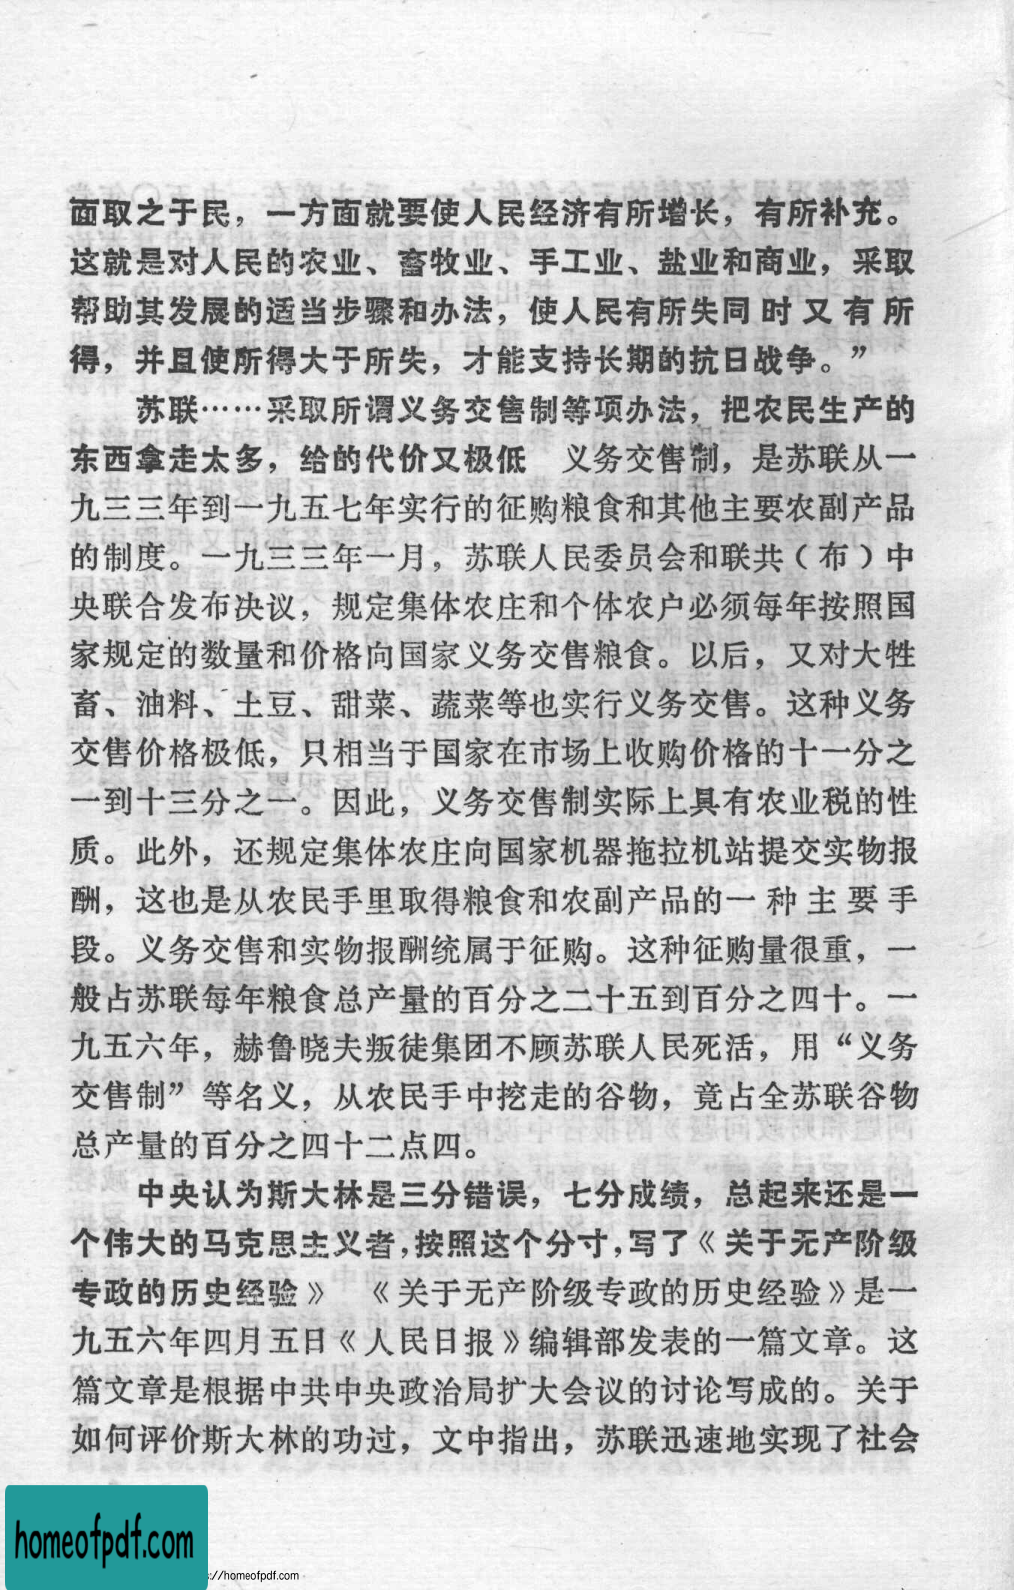 面取之于民，一方面就要使人民经济有所增长，有所补充。
这就是对人民的农业、畜牧业、手工业、盐业和商业，采取
帮助其发展的适当步骤和办法，使人民有所失同时又有所
得，并且使所得大于所失，才能支持长期的抗日战争。”
苏联……采取所谓义务交售制等项办法，把农民生产的
东西拿走太多，给的代价又极低　义务交售制，是苏联从一
九三三年到一九五七年实行的征购粮食和其他主要农副产品
的制度。一九三三年一月，苏联人民委员会和联共（布）中
央联合发布决议，规定集体农庄和个体农户必须每年按照国
家规定的数量和价格向国家义务交售粮食。以后，又对大牲
畜、油料、土豆、甜菜、蔬菜等也实行义务交售。这种义务
交售价格极低，只相当于国家在市场上收购价格的十一分之
一到十三分之一。因此，义务交售制实际上具有农业税的性
质。此外，还规定集体农庄向国家机器拖拉机站提交实物报
酬，这也是从农民手里取得粮食和农副产品的一种主要手
段。义务交售和实物报酬统属于征购。这种征购量很重，一
般占苏联每年粮食总产量的百分之二十五到百分之四十。一
九五六年，赫鲁晓夫叛徒集团不顾苏联人民死活，用“义务
交售制”等名义，从农民手中挖走的谷物，竟占全苏联谷物
总产量的百分之四十二点四。
中央认为斯大林是三分错误，七分成绩，总起来还是一
个伟大的马克思主义者，按照这个分寸，写了《关于无产阶级
专政的历史经验》　《关于无产阶级专政的历史经验》是一
九五六年四月五日《人民日报》编辑部发表的一篇文章。这
篇文章是根据中共中央政治局扩大会议的讨论写成的。关于
如何评价斯大林的功过，文中指出，苏联迅速地实现了社会
homeofpdf.com
s://homeofpdf.com